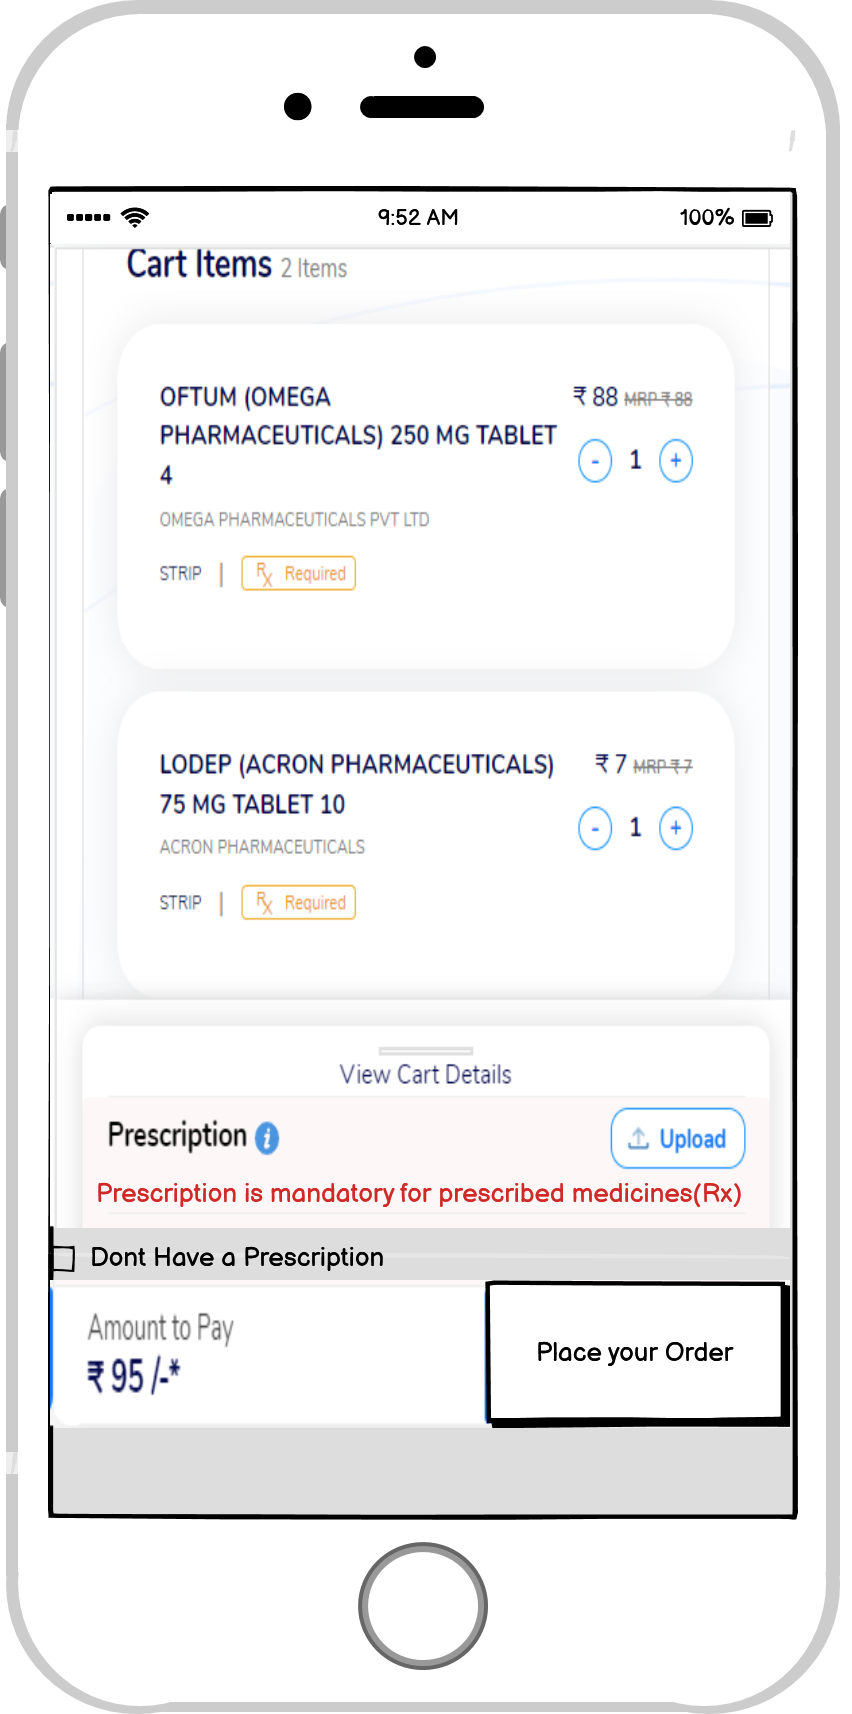 9:52 AM 100%
Cart Items 2 Items
OFTUM (OMEGA ₹ 88 MRP ₹ 88
PHARMACEUTICALS) 250 MG TABLET
4
- 1 +
OMEGA PHARMACEUTICALS PVT LTD
STRIP | Rx Required
LODEP (ACRON PHARMACEUTICALS) ₹ 7 MRP ₹ 7
75 MG TABLET 10
- 1 +
ACRON PHARMACEUTICALS
STRIP | Rx Required
View Cart Details
Prescription i Upload
Prescription is mandatory for prescribed medicines(Rx)
Dont Have a Prescription
Amount to Pay
₹ 95 /-*
Place your Order